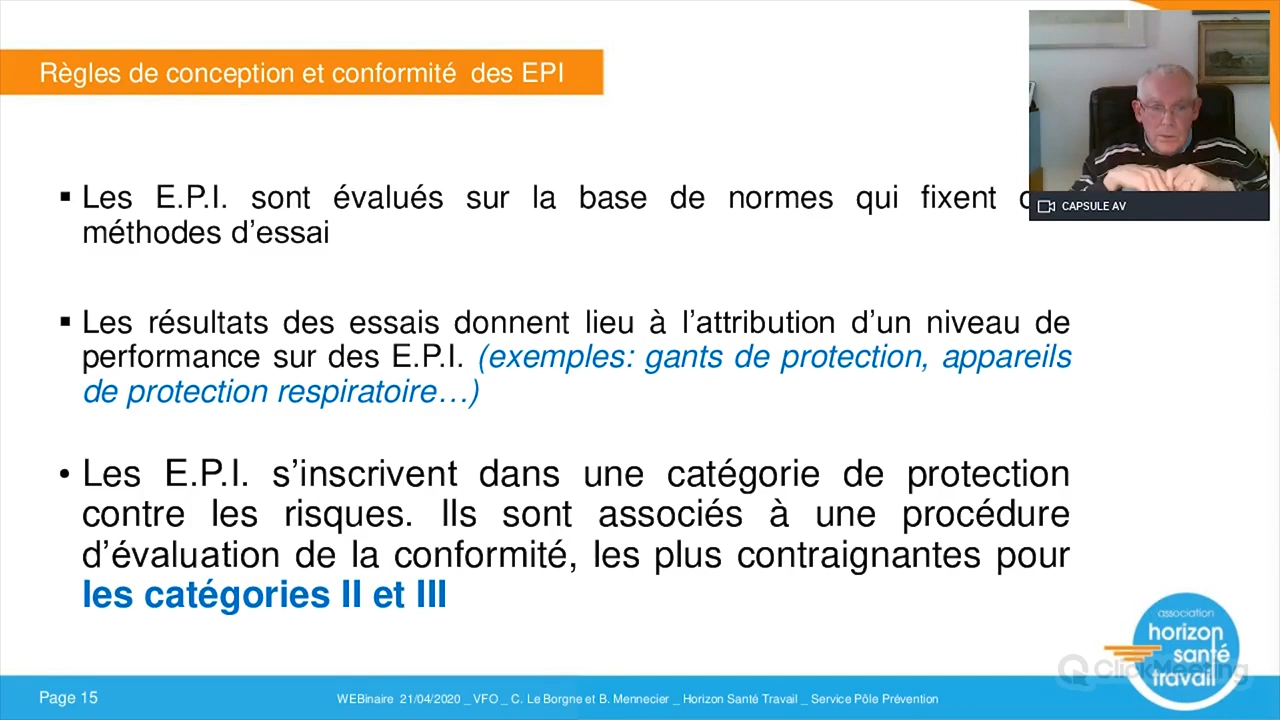 Règles de conception et conformité des EPI
▪ Les E.P.I. sont évalués sur la base de normes qui fixent
méthodes d'essai
▪ Les résultats des essais donnent lieu à l'attribution d'un niveau de
performance sur des E.P.I. (exemples: gants de protection, appareils
de protection respiratoire…)
• Les E.P.I. s'inscrivent dans une catégorie de protection
contre les risques. Ils sont associés à une procédure
d'évaluation de la conformité, les plus contraignantes pour
les catégories II et III
CAPSULE AV
association
horizon
santé
travail
ClickMeeting
Page 15
WEBinaire 21/04/2020 _ VFO _ C. Le Borgne et B. Mennecier _ Horizon Santé Travail _ Service Pôle Prévention